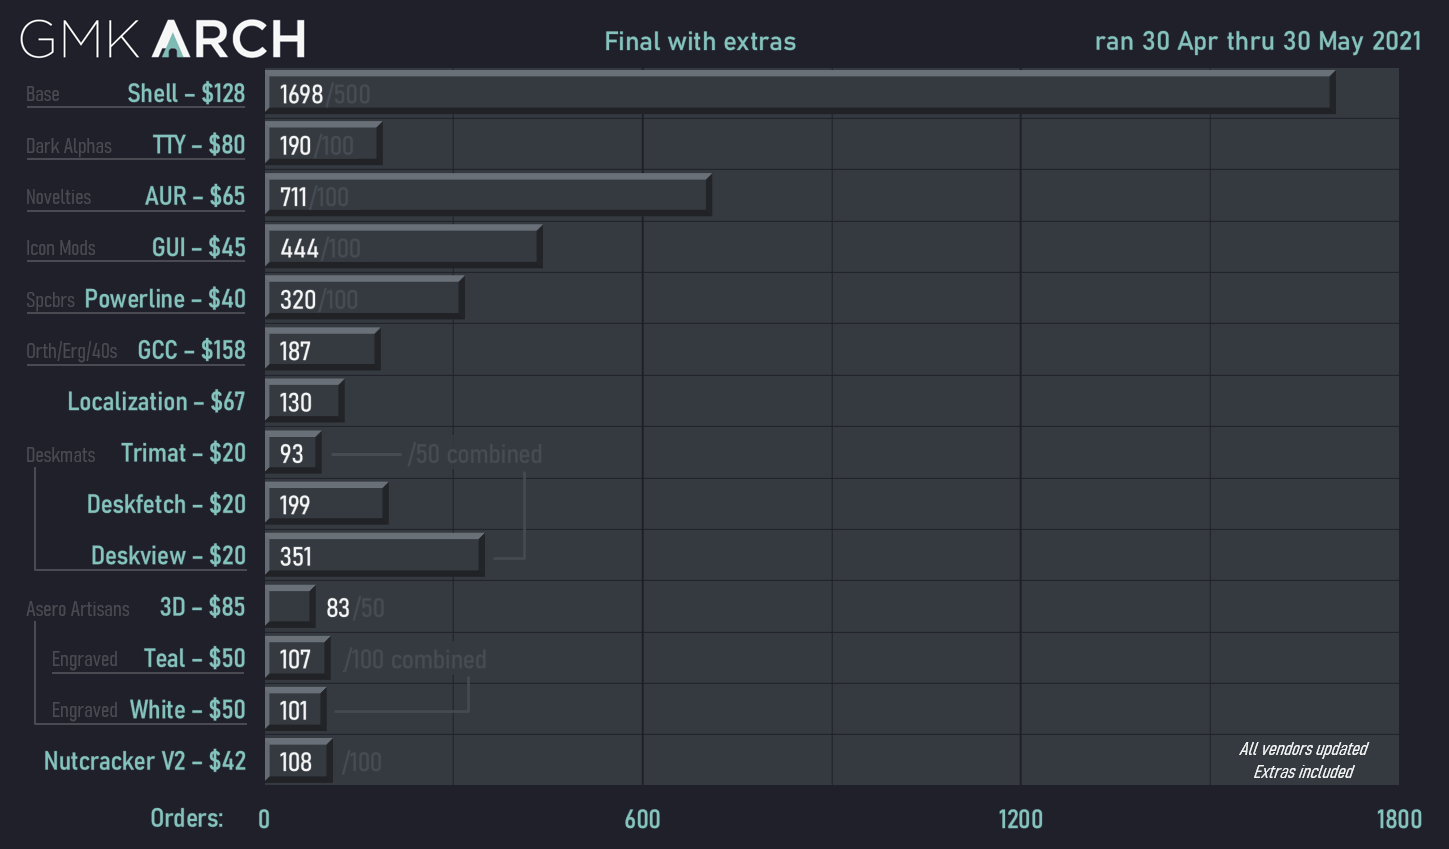 GMK ARCH
Final with extras
ran 30 Apr thru 30 May 2021
Base Shell – $128 1698/500
Dark Alphas TTY – $80 190/100
Novelties AUR – $65 711/100
Icon Mods GUI – $45 444/100
Spcbrs Powerline – $40 320/100
Orth/Erg/40s GCC – $158 187
Localization – $67 130
Deskmats Trimat – $20 93 /50 combined
Deskfetch – $20 199
Deskview – $20 351
Asero Artisans 3D – $85 83/50
Engraved Teal – $50 107 /100 combined
Engraved White – $50 101
Nutcracker V2 – $42 108 /100
All vendors updated
Extras included
Orders: 0 600 1200 1800